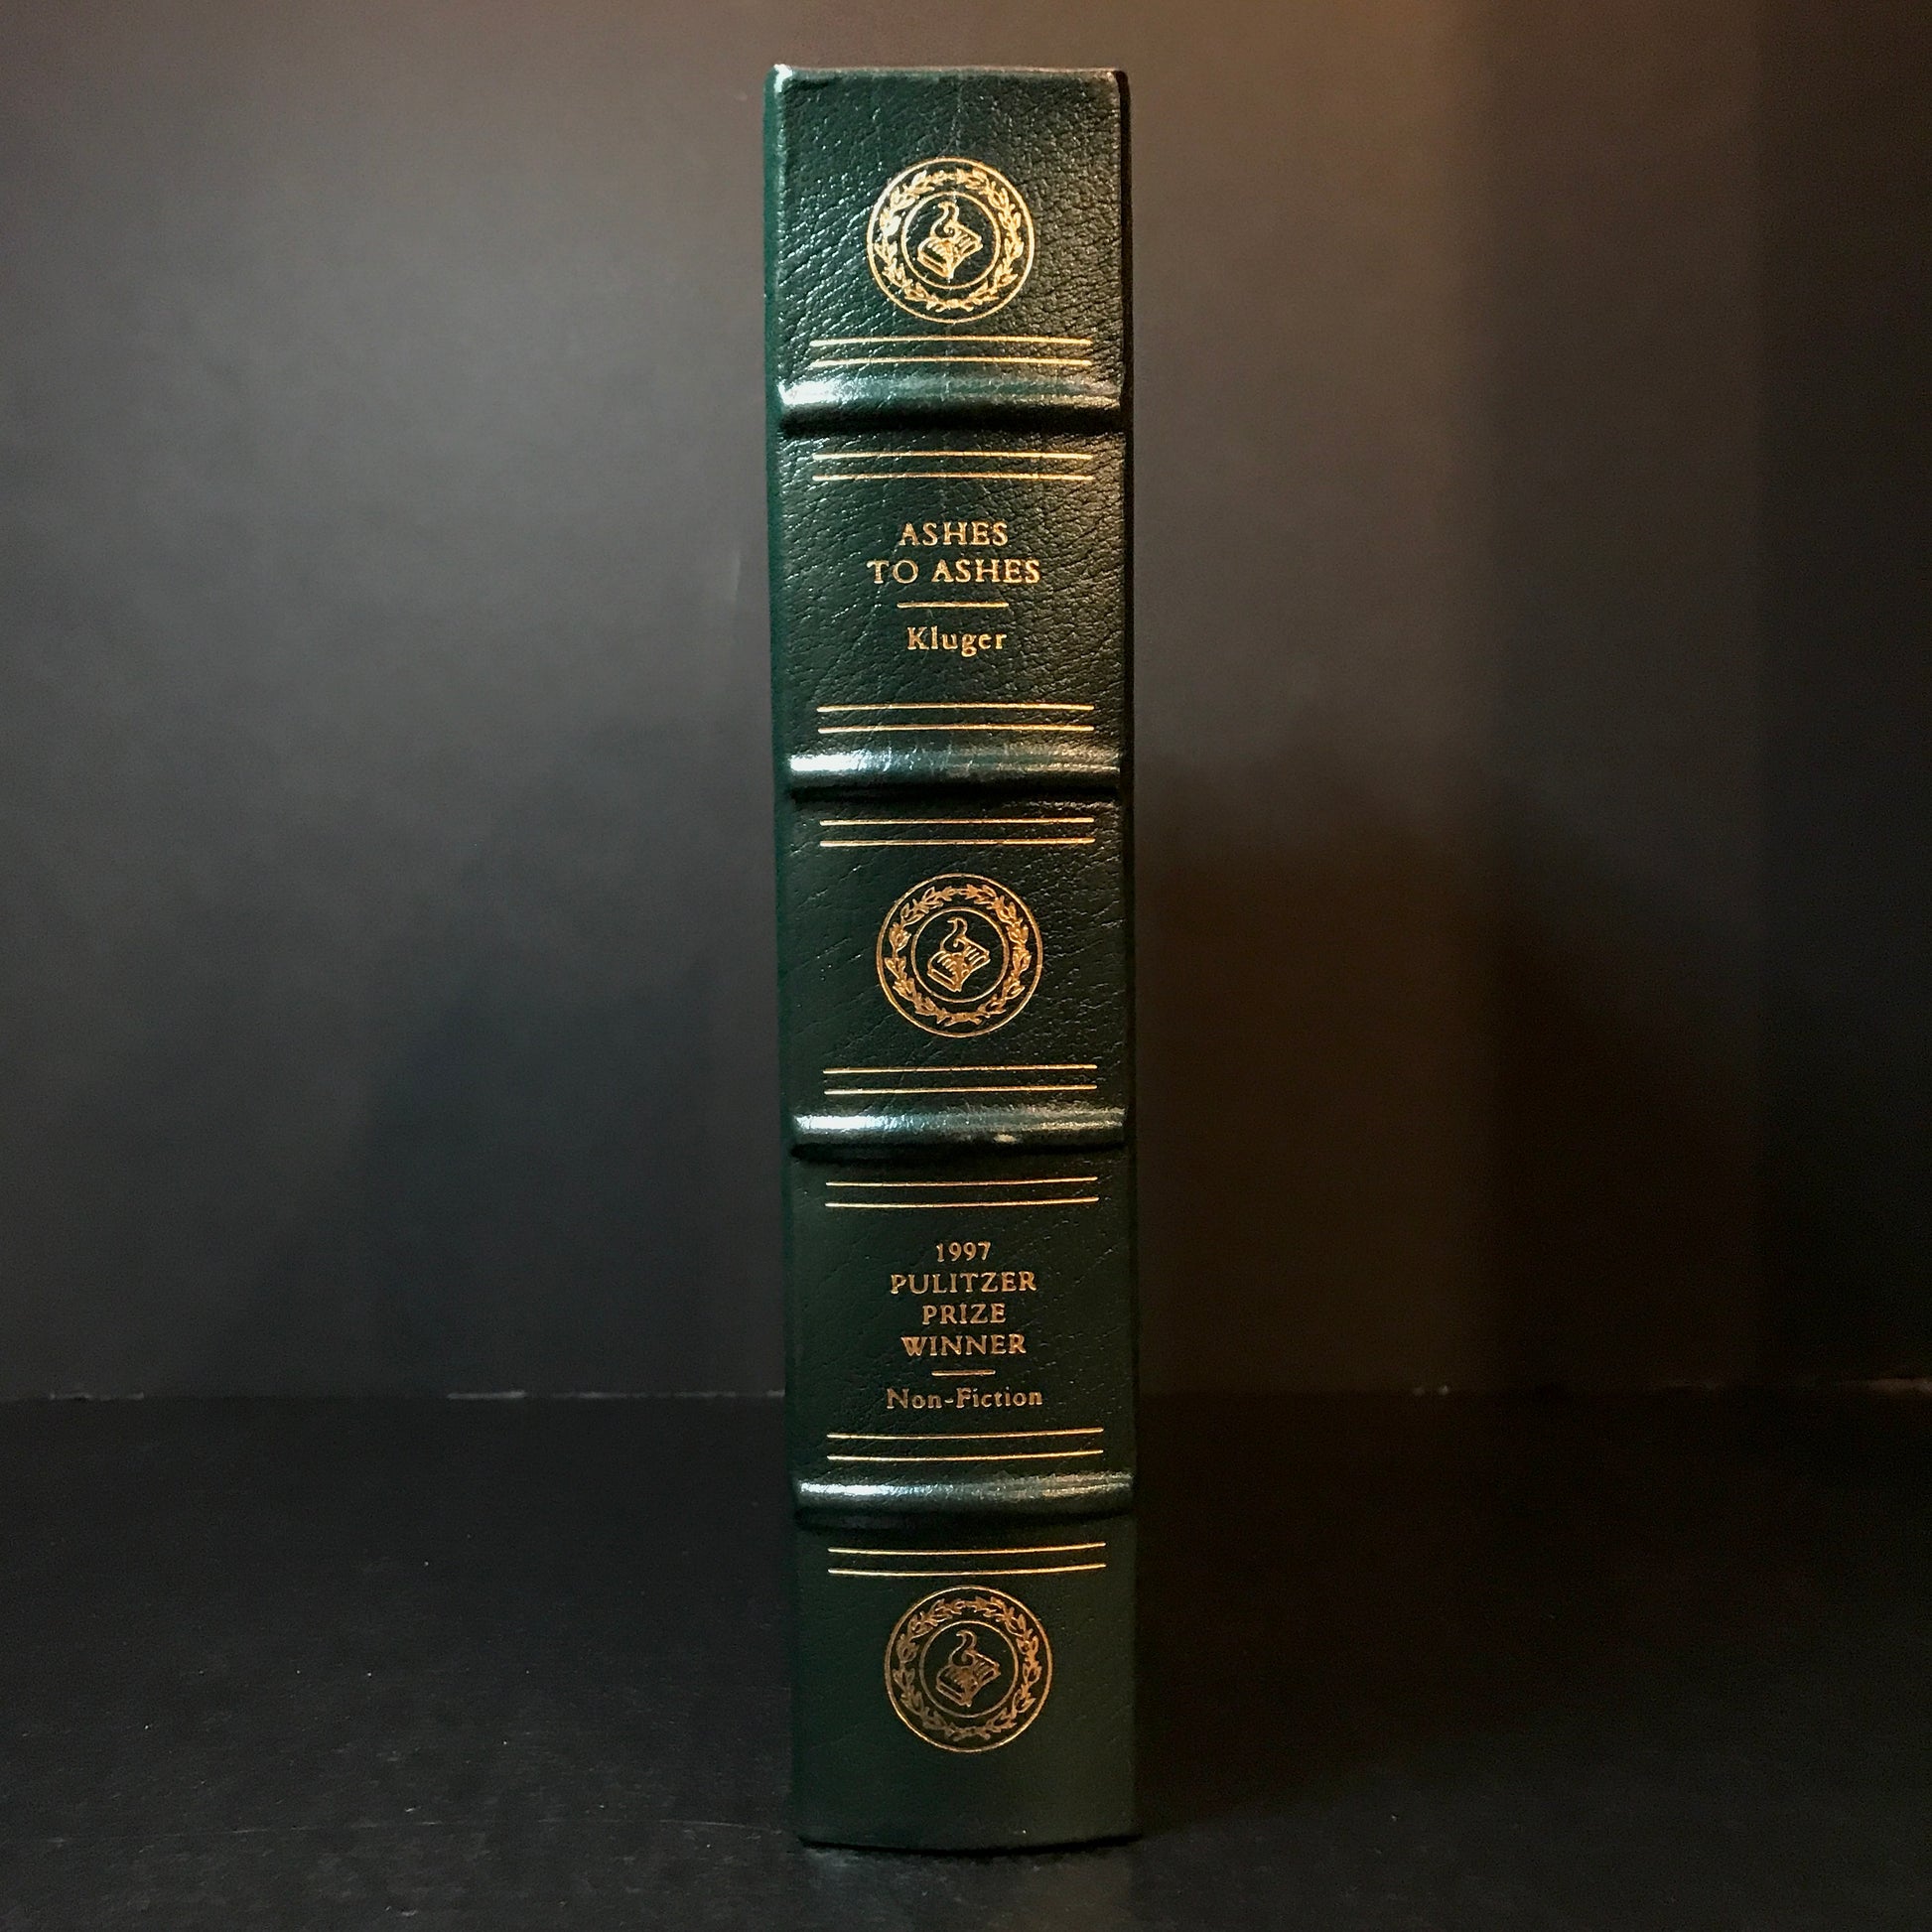 ASHES
TO ASHES
Kluger
1997
PULITZER
PRIZE
WINNER
Non-Fiction